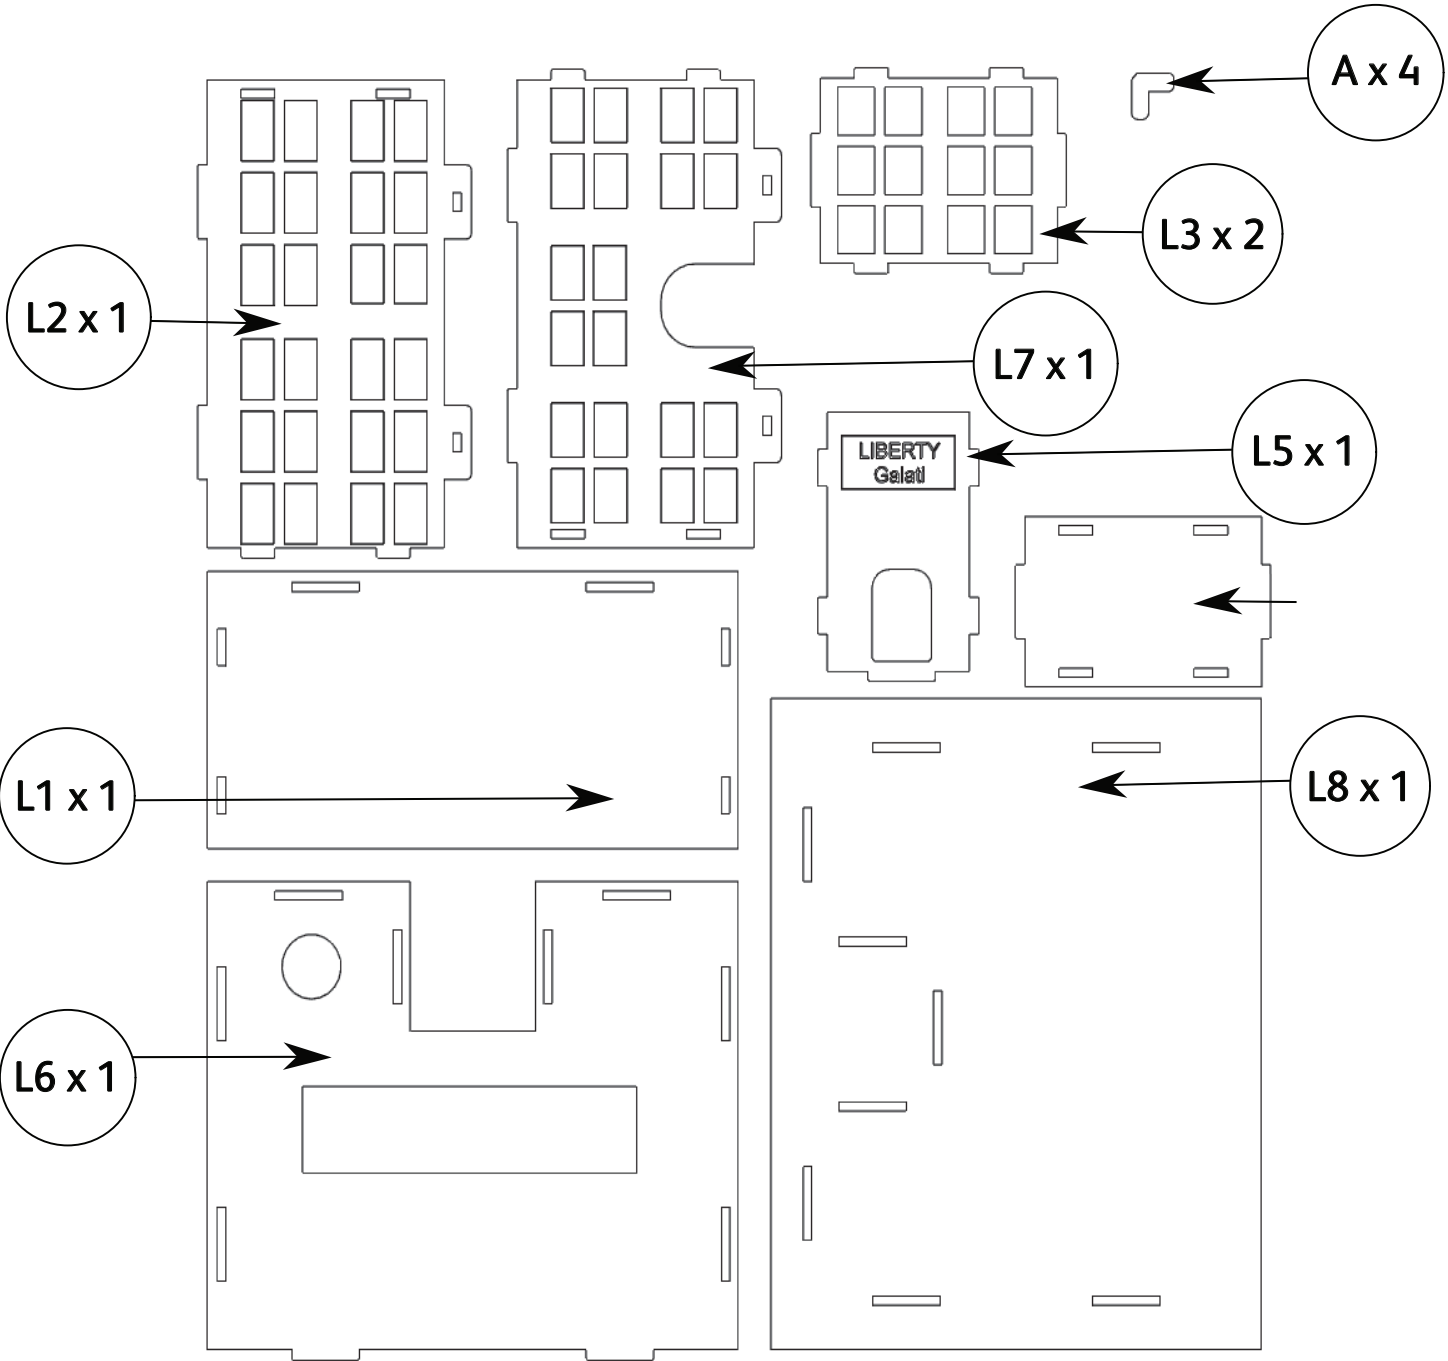 A x 4
L3 x 2
L2 x 1
L7 x 1
LIBERTY
Galati
L5 x 1
L1 x 1
L8 x 1
L6 x 1